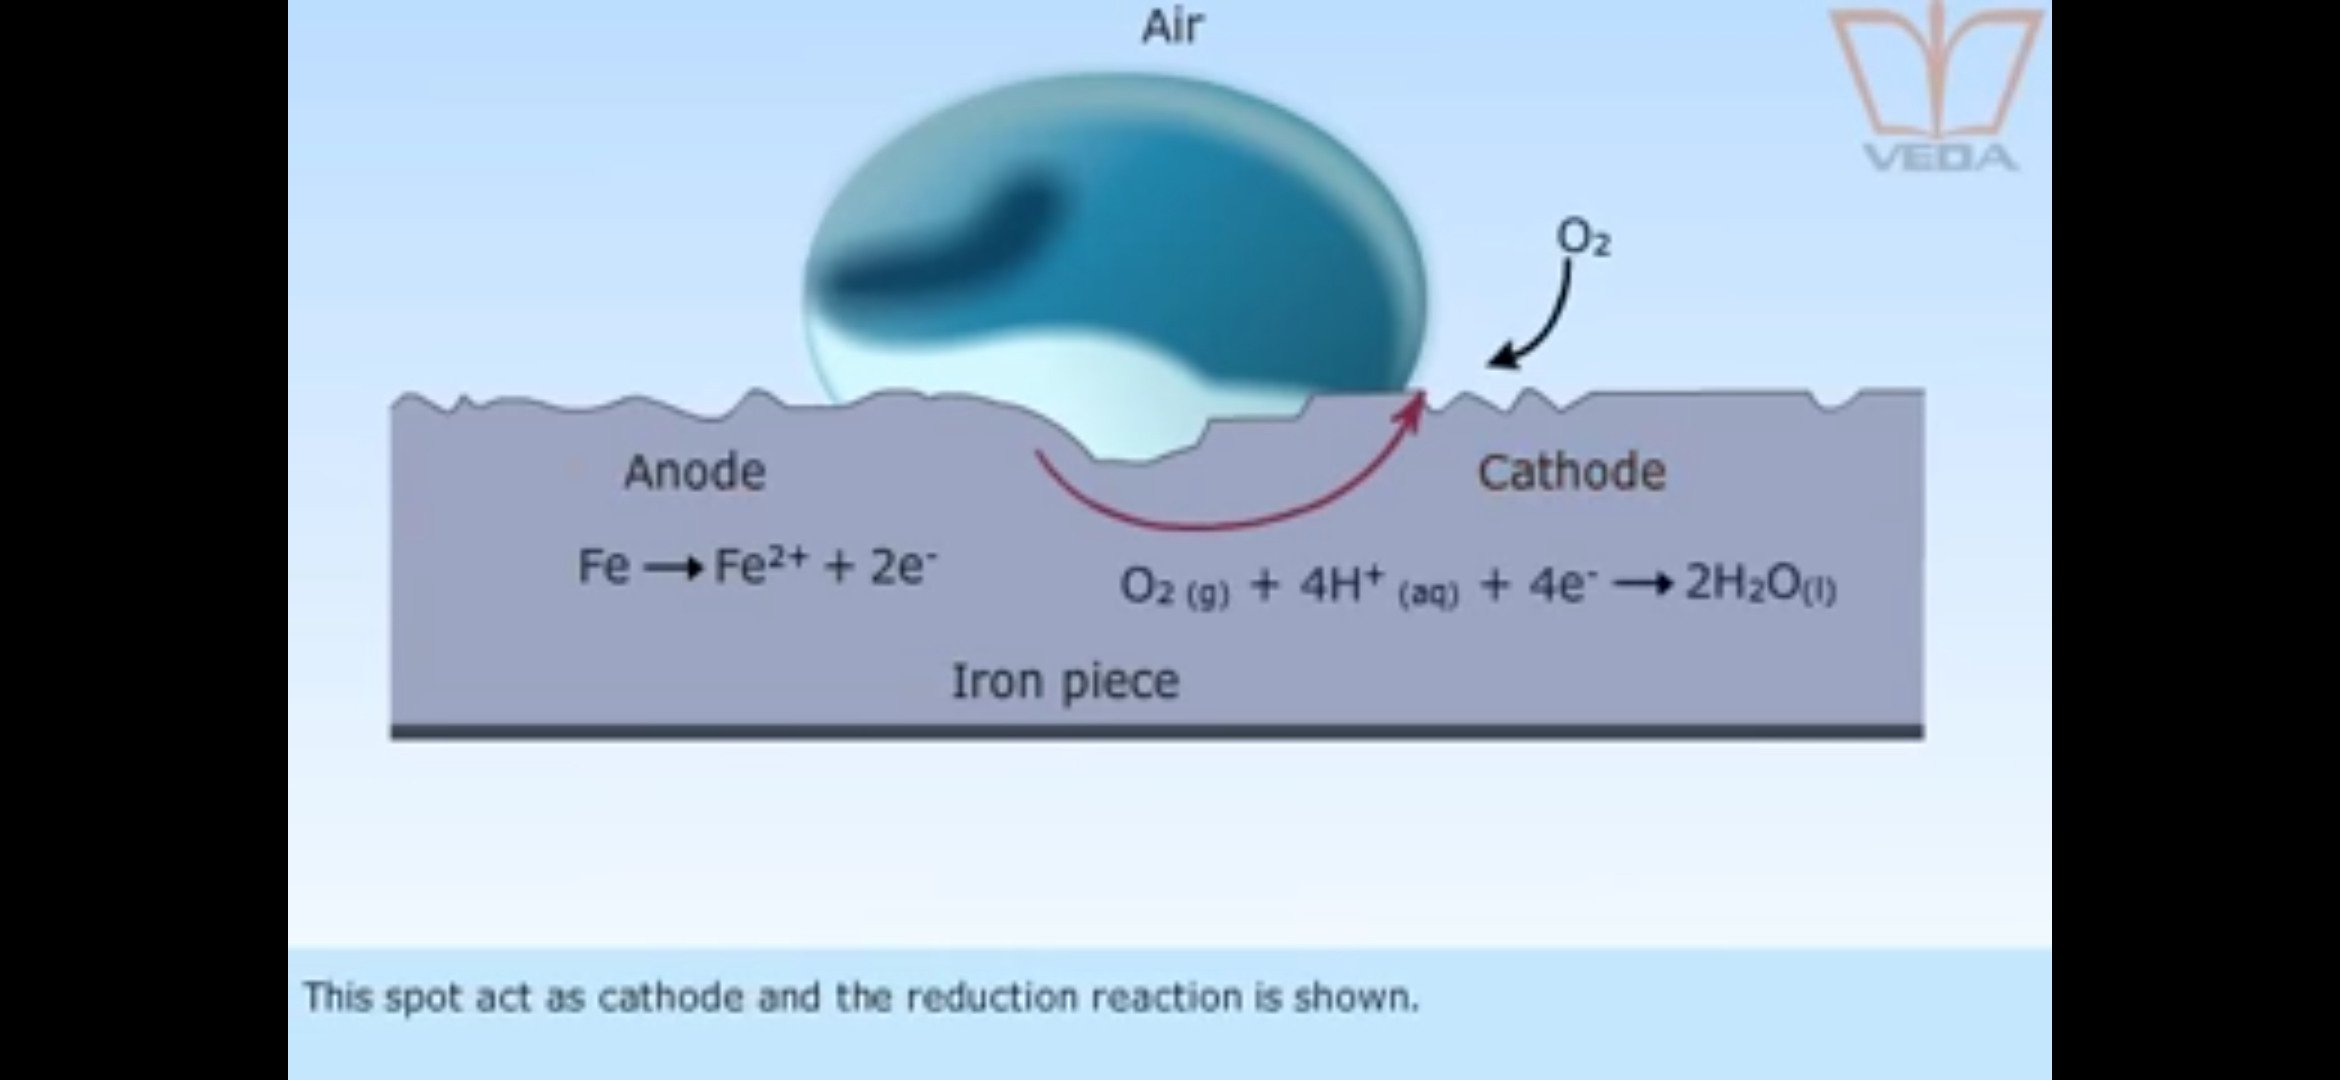 Air
VEDA
O₂
Anode
Cathode
Fe → Fe²⁺ + 2e⁻
O₂ (g) + 4H⁺ (aq) + 4e⁻ → 2H₂O(l)
Iron piece
This spot act as cathode and the reduction reaction is shown.